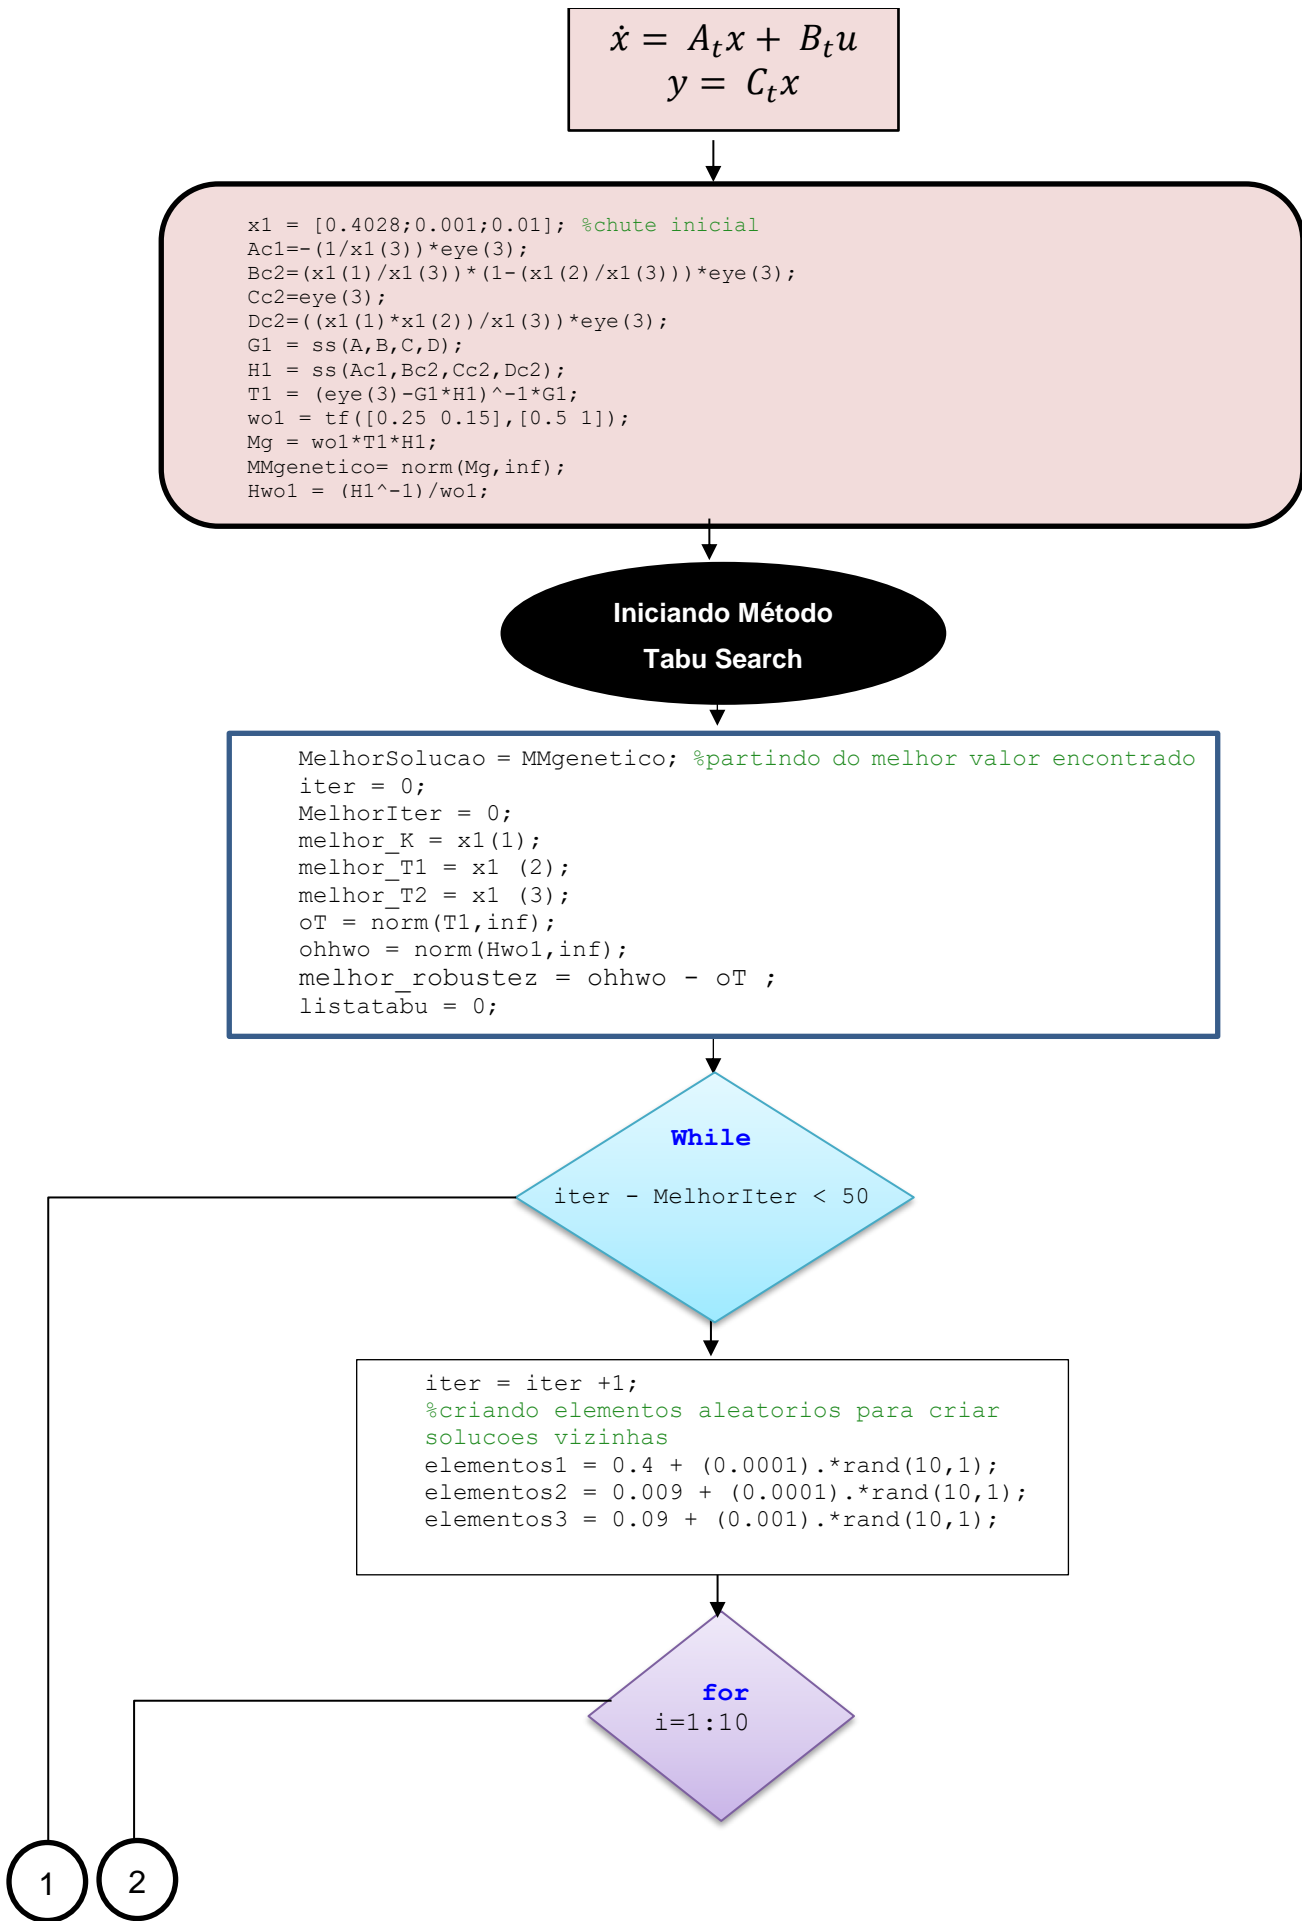 ẋ = A_t x + B_t u
y = C_t x
x1 = [0.4028;0.001;0.01]; %chute inicial
Ac1=-(1/x1(3))*eye(3);
Bc2=(x1(1)/x1(3))*(1-(x1(2)/x1(3)))*eye(3);
Cc2=eye(3);
Dc2=((x1(1)*x1(2))/x1(3))*eye(3);
G1 = ss(A,B,C,D);
H1 = ss(Ac1,Bc2,Cc2,Dc2);
T1 = (eye(3)-G1*H1)^-1*G1;
wo1 = tf([0.25 0.15],[0.5 1]);
Mg = wo1*T1*H1;
MMgenetico= norm(Mg,inf);
Hwo1 = (H1^-1)/wo1;
Iniciando Método
Tabu Search
MelhorSolucao = MMgenetico; %partindo do melhor valor encontrado
iter = 0;
MelhorIter = 0;
melhor_K = x1(1);
melhor_T1 = x1 (2);
melhor_T2 = x1 (3);
oT = norm(T1,inf);
ohhwo = norm(Hwo1,inf);
melhor_robustez = ohhwo - oT ;
listatabu = 0;
While
iter - MelhorIter < 50
iter = iter +1;
%criando elementos aleatorios para criar
solucoes vizinhas
elementos1 = 0.4 + (0.0001).*rand(10,1);
elementos2 = 0.009 + (0.0001).*rand(10,1);
elementos3 = 0.09 + (0.001).*rand(10,1);
for
i=1:10
1
2